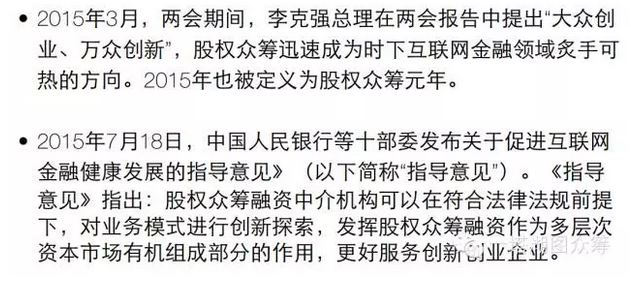 • 2015年3月，两会期间，李克强总理在两会报告中提出“大众创
业、万众创新”，股权众筹迅速成为时下互联网金融领域炙手可
热的方向。2015年也被定义为股权众筹元年。
• 2015年7月18日，中国人民银行等十部委发布关于促进互联网
金融健康发展的指导意见》（以下简称“指导意见”）。《指导
意见》指出：股权众筹融资中介机构可以在符合法律法规前提
下，对业务模式进行创新探索，发挥股权众筹融资作为多层次
资本市场有机组成部分的作用，更好服务创新创业企业。